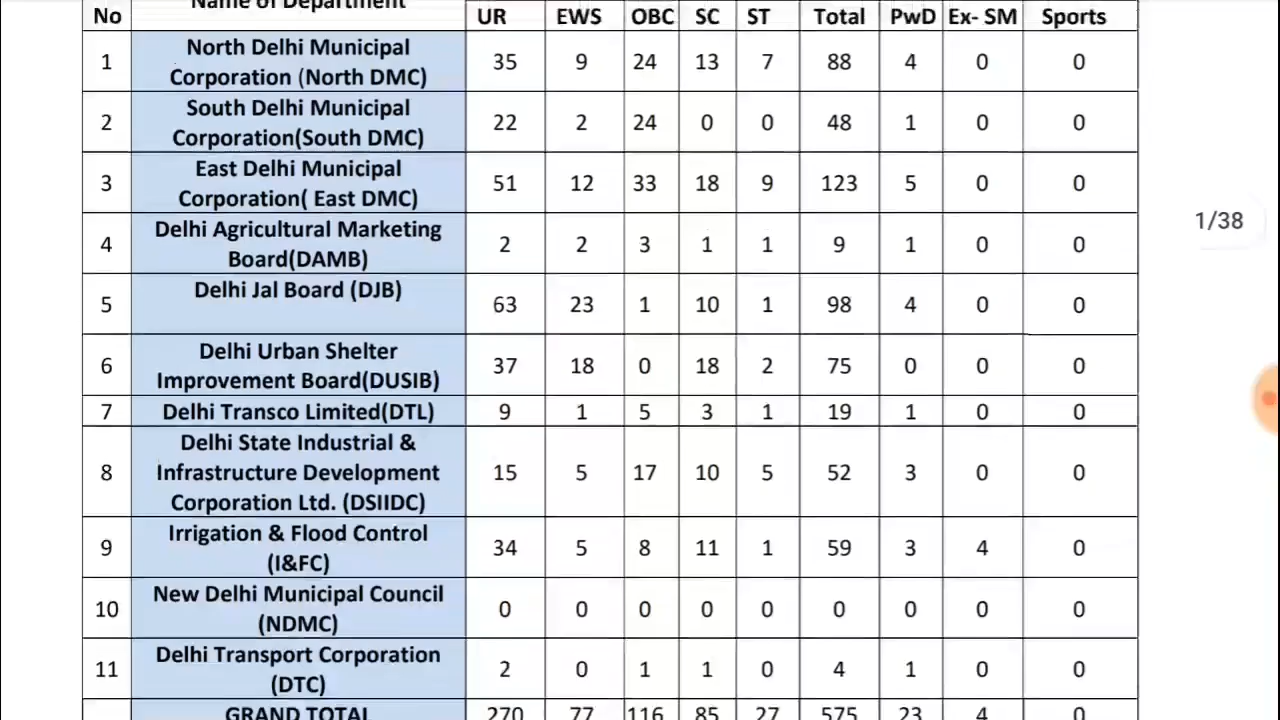 Name of Department
No UR EWS OBC SC ST Total PwD Ex- SM Sports
North Delhi Municipal
1 Corporation (North DMC) 35 9 24 13 7 88 4 0 0
South Delhi Municipal
2 Corporation(South DMC) 22 2 24 0 0 48 1 0 0
East Delhi Municipal
3 Corporation( East DMC) 51 12 33 18 9 123 5 0 0
1/38
Delhi Agricultural Marketing
4 Board(DAMB) 2 2 3 1 1 9 1 0 0
5 Delhi Jal Board (DJB) 63 23 1 10 1 98 4 0 0
Delhi Urban Shelter
6 Improvement Board(DUSIB) 37 18 0 18 2 75 0 0 0
7 Delhi Transco Limited(DTL) 9 1 5 3 1 19 1 0 0
Delhi State Industrial &
8 Infrastructure Development 15 5 17 10 5 52 3 0 0
Corporation Ltd. (DSIIDC)
Irrigation & Flood Control
9 (I&FC) 34 5 8 11 1 59 3 4 0
New Delhi Municipal Council
10 (NDMC) 0 0 0 0 0 0 0 0 0
Delhi Transport Corporation
11 (DTC) 2 0 1 1 0 4 1 0 0
GRAND TOTAL 270 77 116 85 27 575 23 4 0